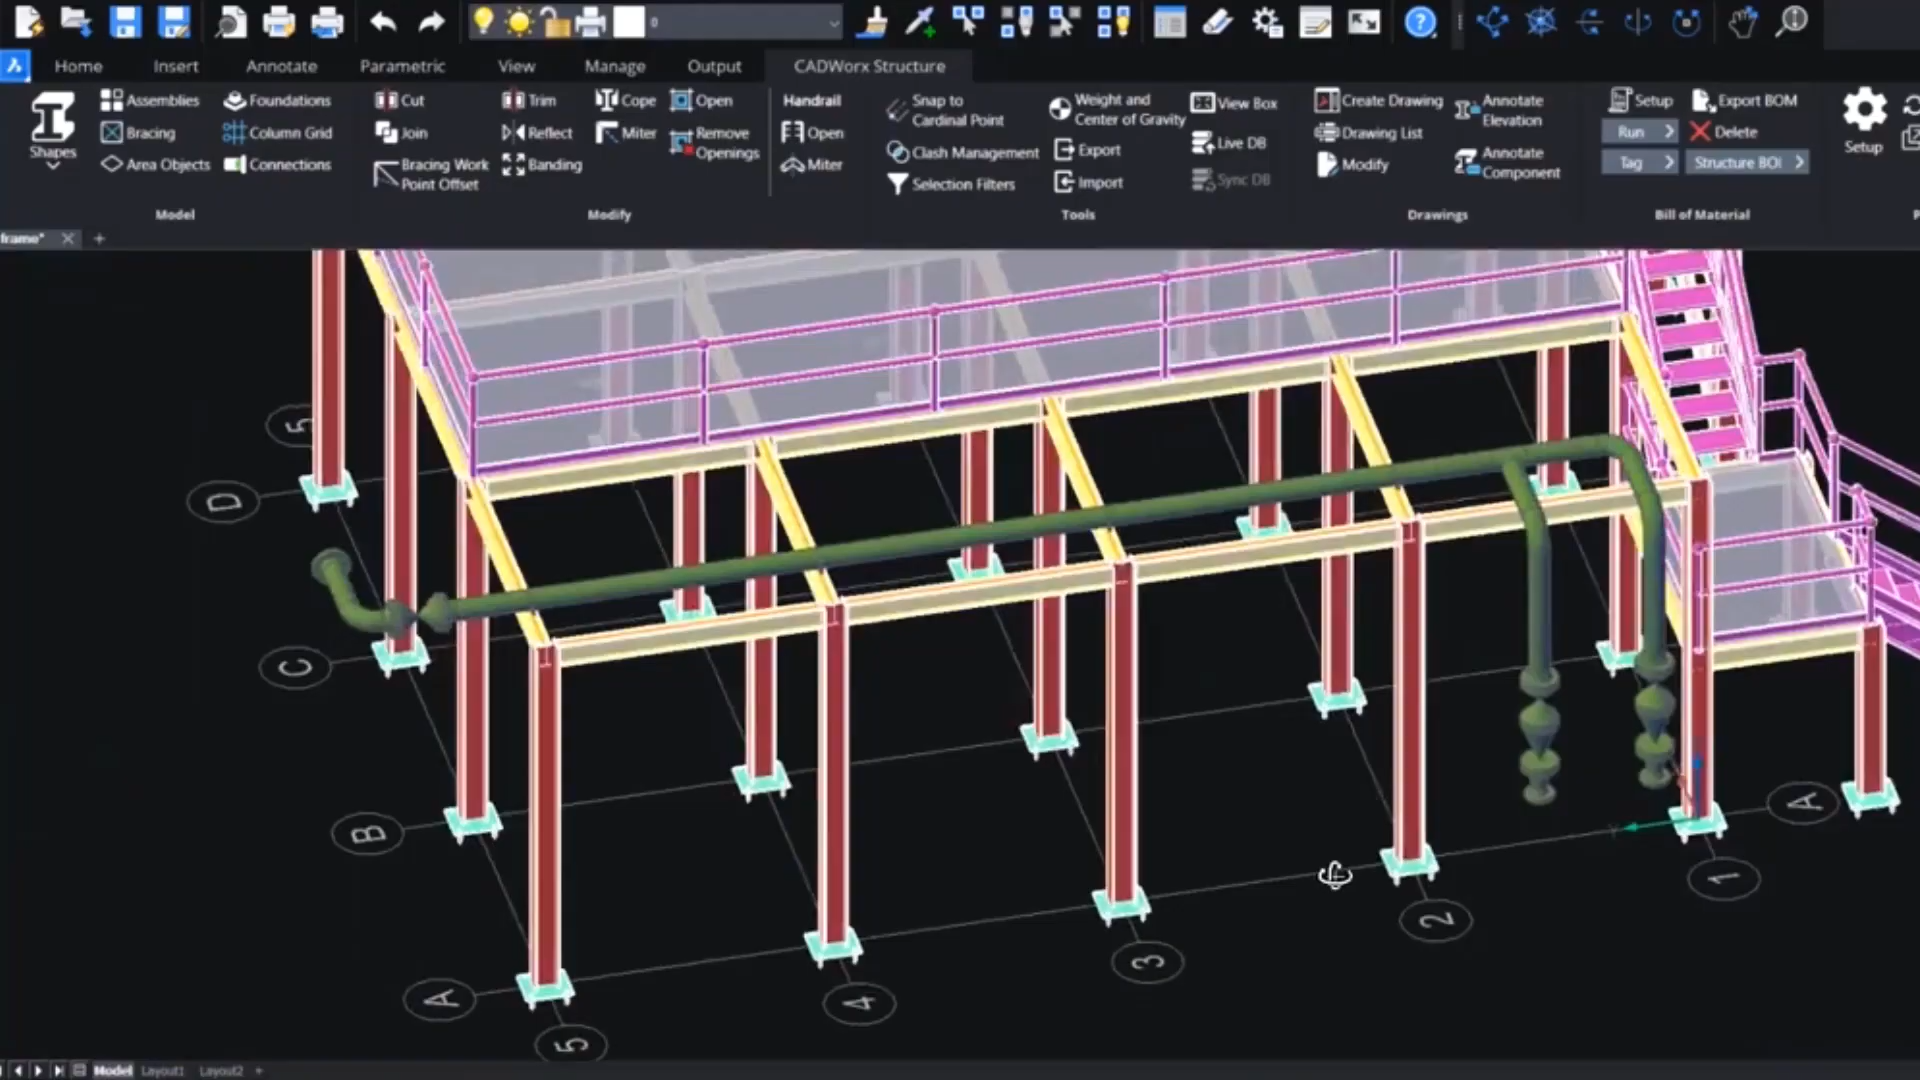 0
Home Insert Annotate Parametric View Manage Output CADWorx Structure
Shapes
Assemblies
Bracing
Area Objects
Foundations
Column Grid
Connections
Model
Cut
Join
Bracing Work
Point Offset
Trim
Reflect
Banding
Cope
Miter
Open
Remove
Openings
Modify
Handrail
Open
Miter
Snap to
Cardinal Point
Clash Management
Selection Filters
Weight and
Center of Gravity
Export
Import
View Box
Live DB
Sync DB
Tools
Create Drawing
Drawing List
Modify
Annotate
Elevation
Annotate
Component
Drawings
Setup
Run
Tag
Export BOM
Delete
Structure BOI
Bill of Material
Setup
P
frame*
5
D
C
B
A
5
4
3
2
1
A
Y
Model Layout1 Layout2 +